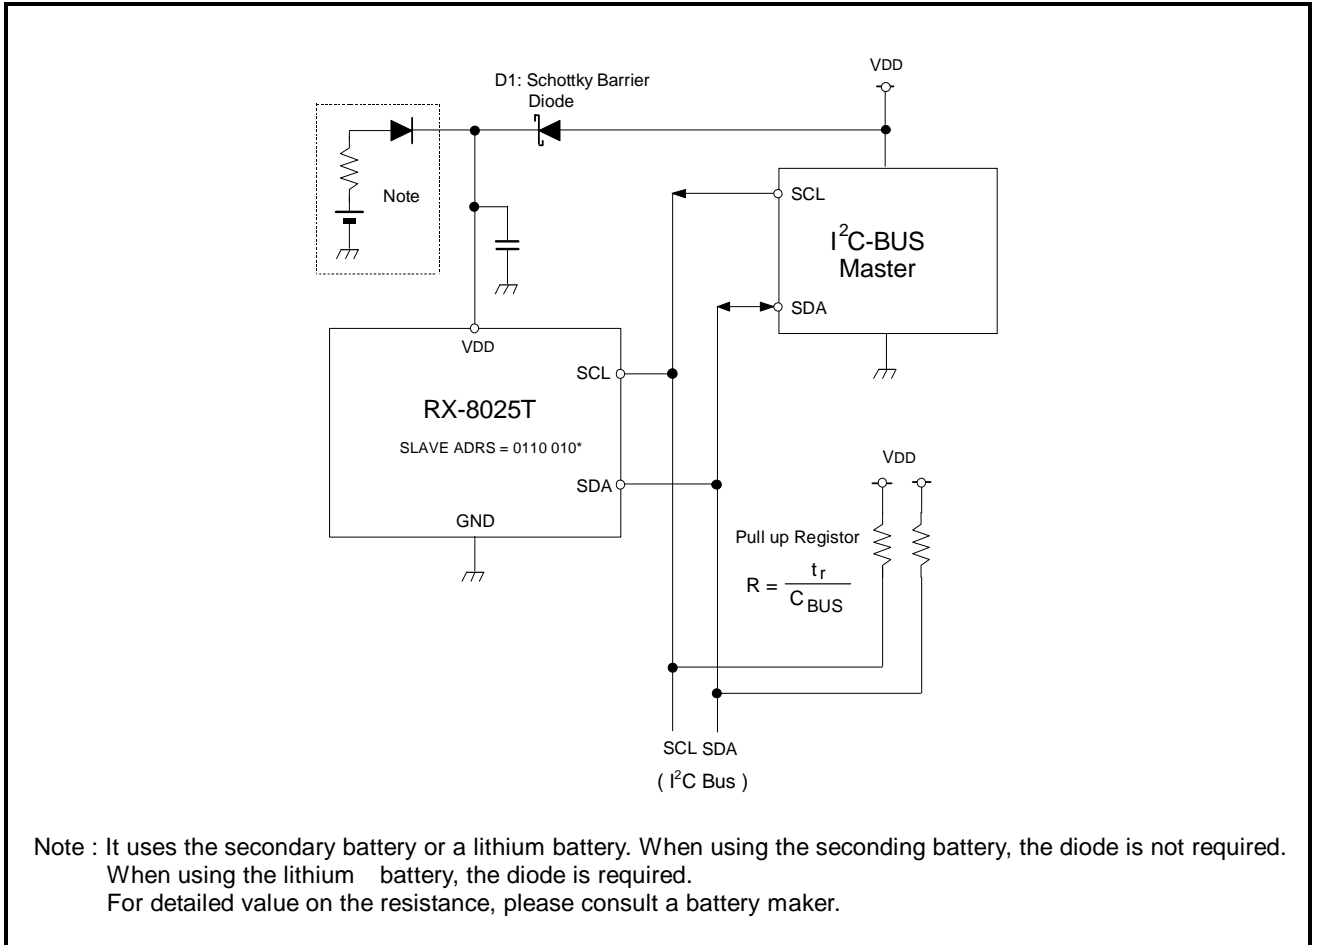 D1: Schottky Barrier
Diode
VDD
Note
SCL
I²C-BUS
Master
SDA
VDD
SCL
RX-8025T
SLAVE ADRS = 0110 010*
SDA
GND
VDD
Pull up Registor
R = tr / CBUS
SCL SDA
( I²C Bus )
Note : It uses the secondary battery or a lithium battery. When using the seconding battery, the diode is not required.
When using the lithium battery, the diode is required.
For detailed value on the resistance, please consult a battery maker.